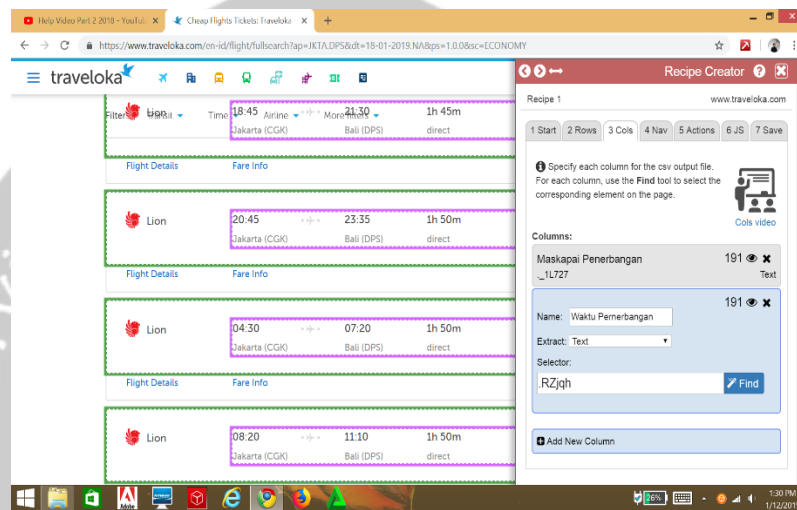 Help Video Part 2 2018 - YouTub
Cheap Flights Tickets: Traveloka
https://www.traveloka.com/en-id/flight/fullsearch?ap=JKTA.DPS&dt=18-01-2019.NA&ps=1.0.0&sc=ECONOMY
traveloka
Filter Transit Time Airline More filters
Lion 18:45 21:30 1h 45m
Jakarta (CGK) Bali (DPS) direct
Flight Details Fare Info
Lion 20:45 23:35 1h 50m
Jakarta (CGK) Bali (DPS) direct
Flight Details Fare Info
Lion 04:30 07:20 1h 50m
Jakarta (CGK) Bali (DPS) direct
Flight Details Fare Info
Lion 08:20 11:10 1h 50m
Jakarta (CGK) Bali (DPS) direct
Recipe Creator
Recipe 1 www.traveloka.com
1 Start 2 Rows 3 Cols 4 Nav 5 Actions 6 JS 7 Save
Specify each column for the csv output file.
For each column, use the Find tool to select the
corresponding element on the page.
Cols video
Columns:
Maskapai Penerbangan 191
._1L727 Text
191
Name: Waktu Pernerbangan
Extract: Text
Selector:
.RZjqh Find
Add New Column
Adobe
26%
1:30 PM